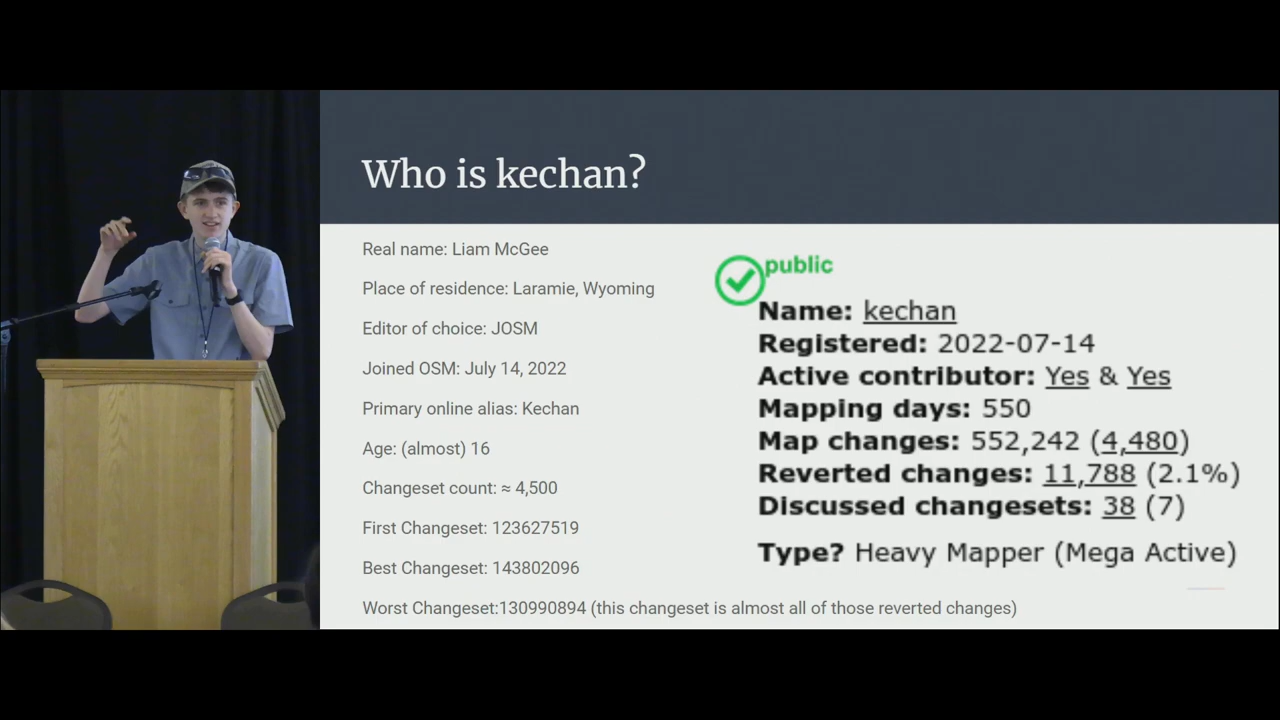 Who is kechan?
Real name: Liam McGee
Place of residence: Laramie, Wyoming
Editor of choice: JOSM
Joined OSM: July 14, 2022
Primary online alias: Kechan
Age: (almost) 16
Changeset count: ≈ 4,500
First Changeset: 123627519
Best Changeset: 143802096
Worst Changeset:130990894 (this changeset is almost all of those reverted changes)
public
Name: kechan
Registered: 2022-07-14
Active contributor: Yes & Yes
Mapping days: 550
Map changes: 552,242 (4,480)
Reverted changes: 11,788 (2.1%)
Discussed changesets: 38 (7)
Type? Heavy Mapper (Mega Active)